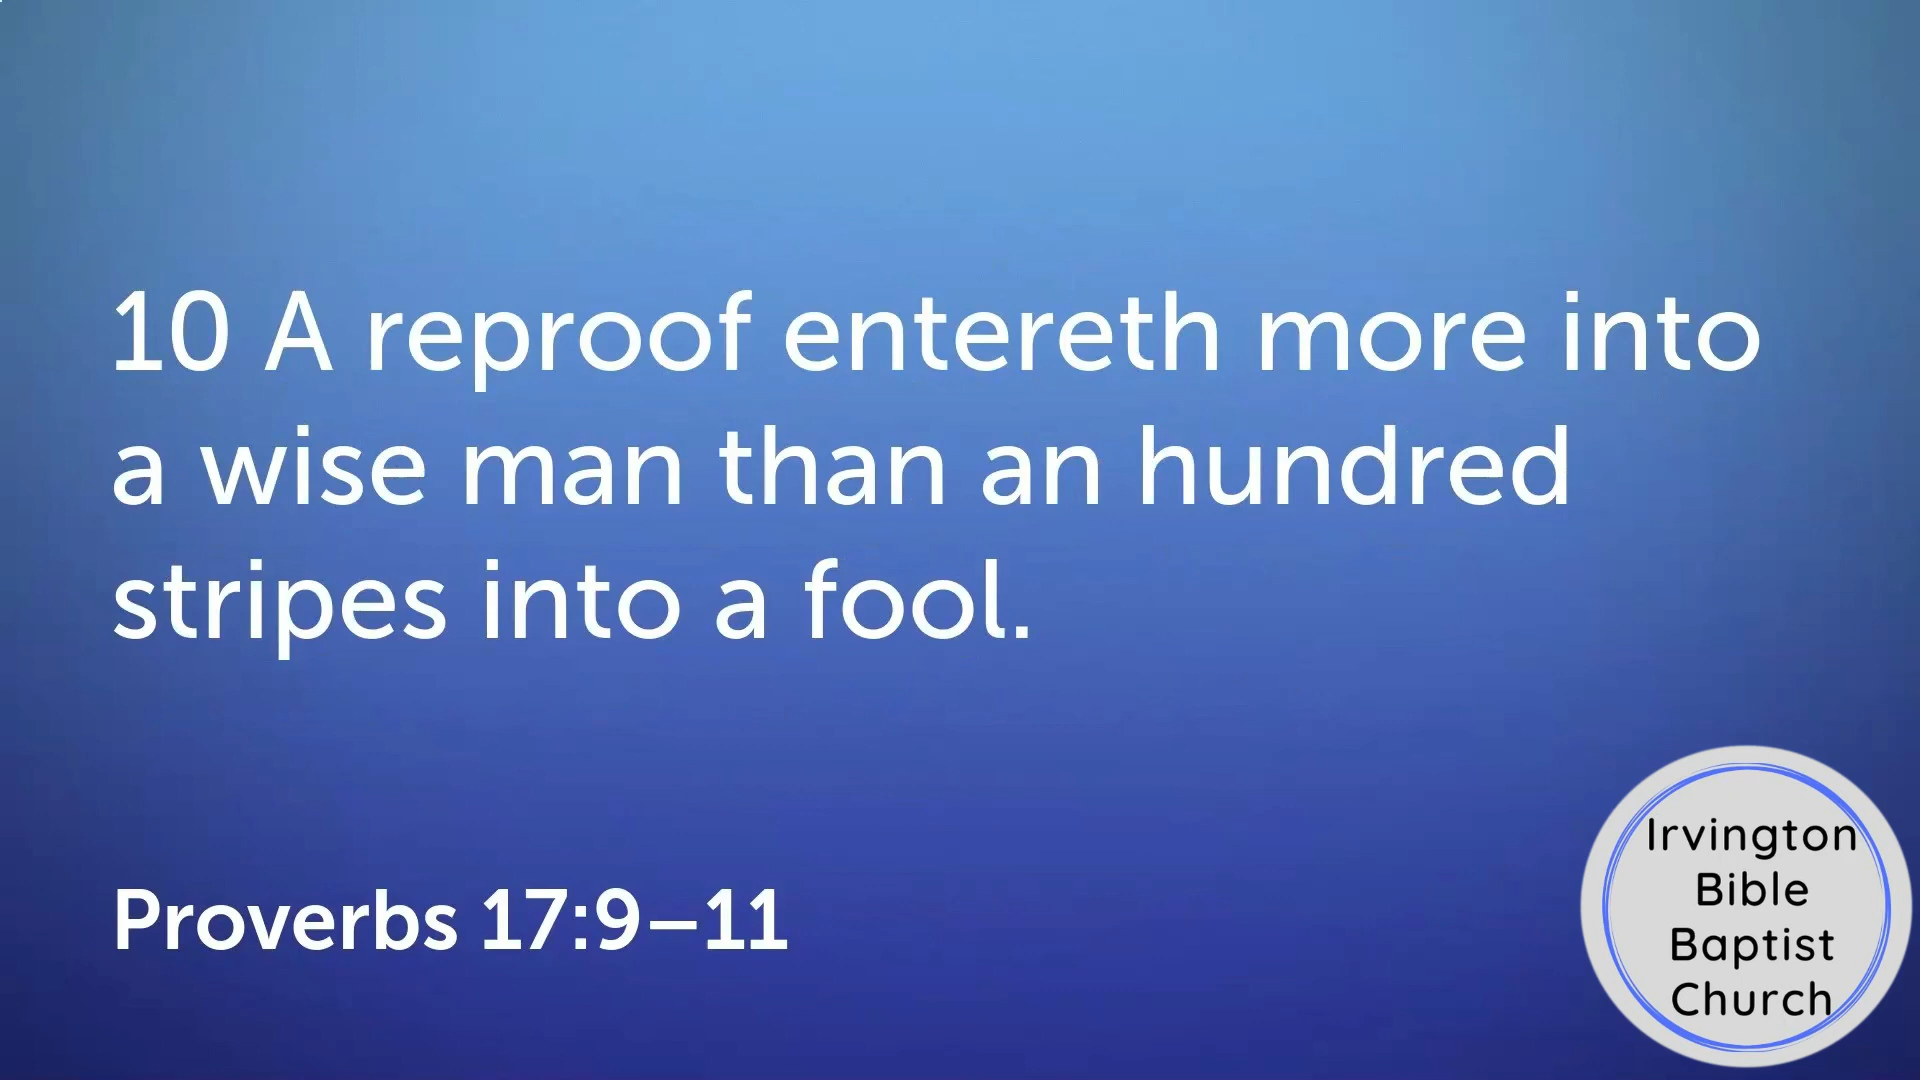 10 A reproof entereth more into
a wise man than an hundred
stripes into a fool.
Proverbs 17:9–11
Irvington
Bible
Baptist
Church